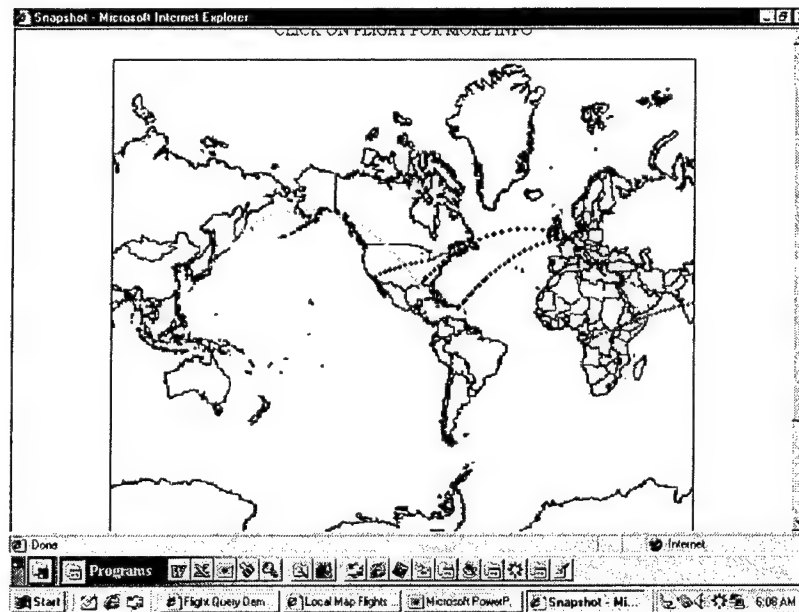 Snapshot - Microsoft Internet Explorer
CLICK ON FLIGHT FOR MORE INFO
Done
Internet
Programs
Start
Flight Query Dem...
Local Map Flights ...
Microsoft PowerP...
Snapshot - Mi...
6:08 AM